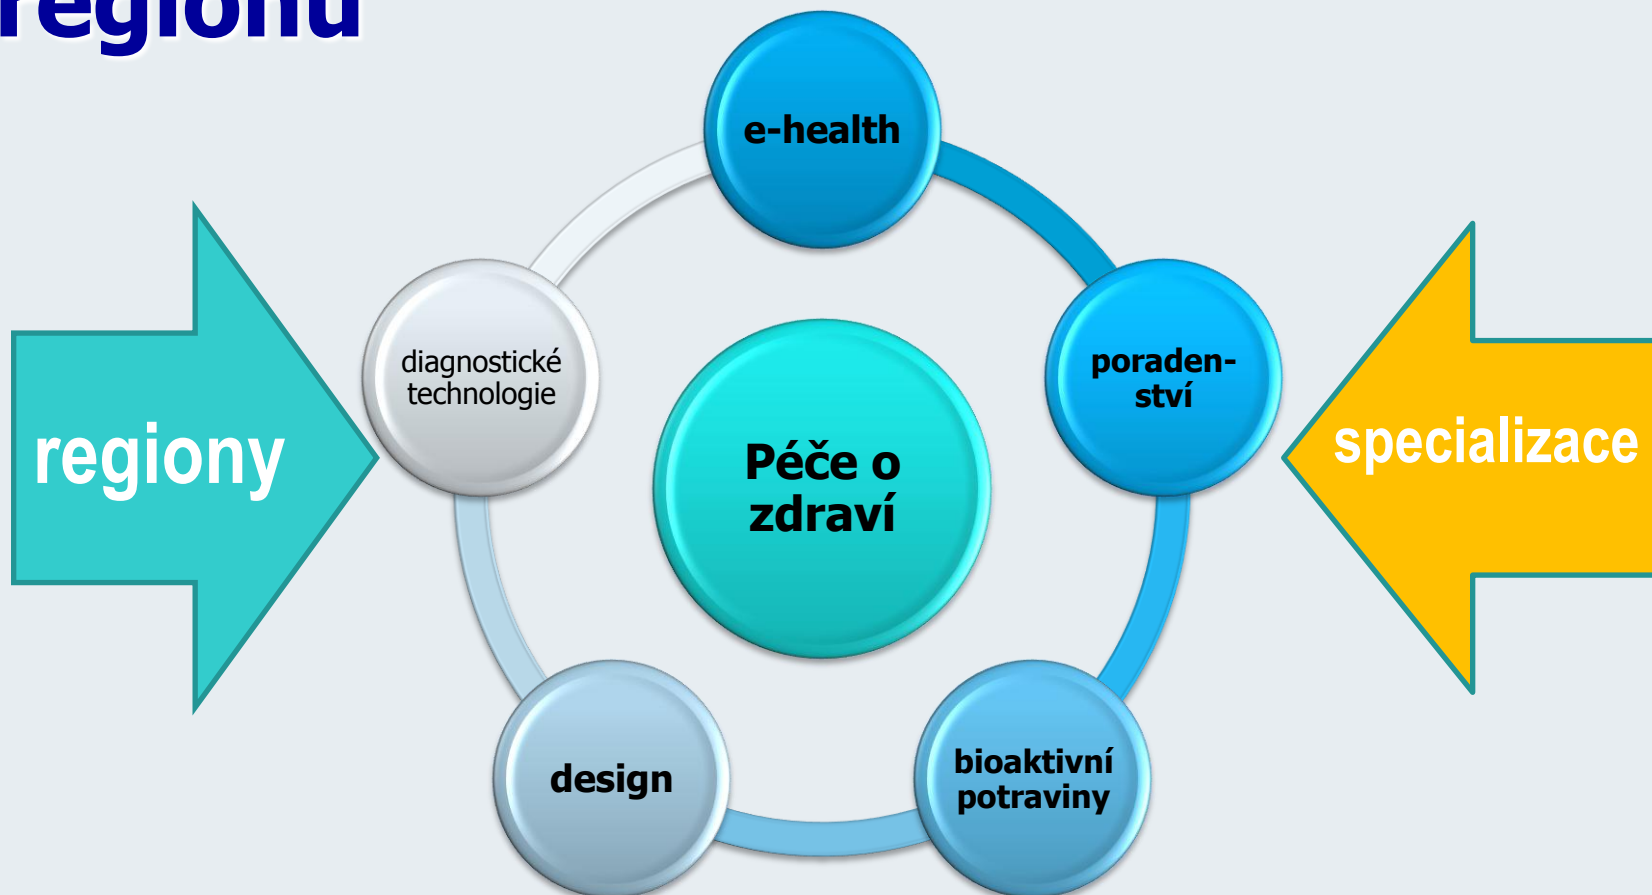 regionu
e-health
diagnostické
technologie
poraden-
ství
regiony
Péče o
zdraví
specializace
design
bioaktivní
potraviny